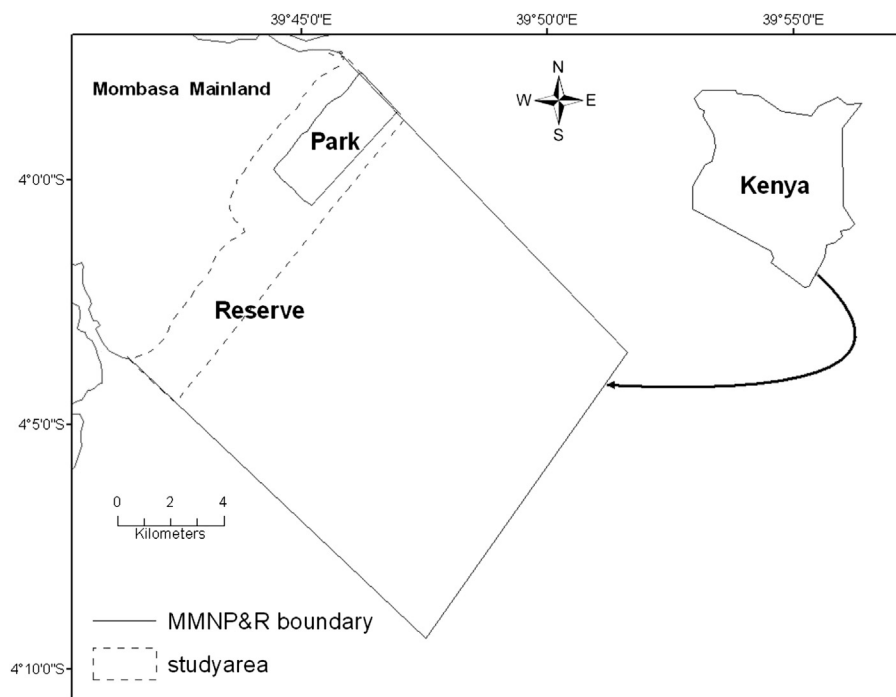 39°45'0"E
39°50'0"E
39°55'0"E
Mombasa Mainland
N
W
E
S
Park
Kenya
4°0'0"S
Reserve
4°5'0"S
0 2 4
Kilometers
MMNP&R boundary
studyarea
4°10'0"S